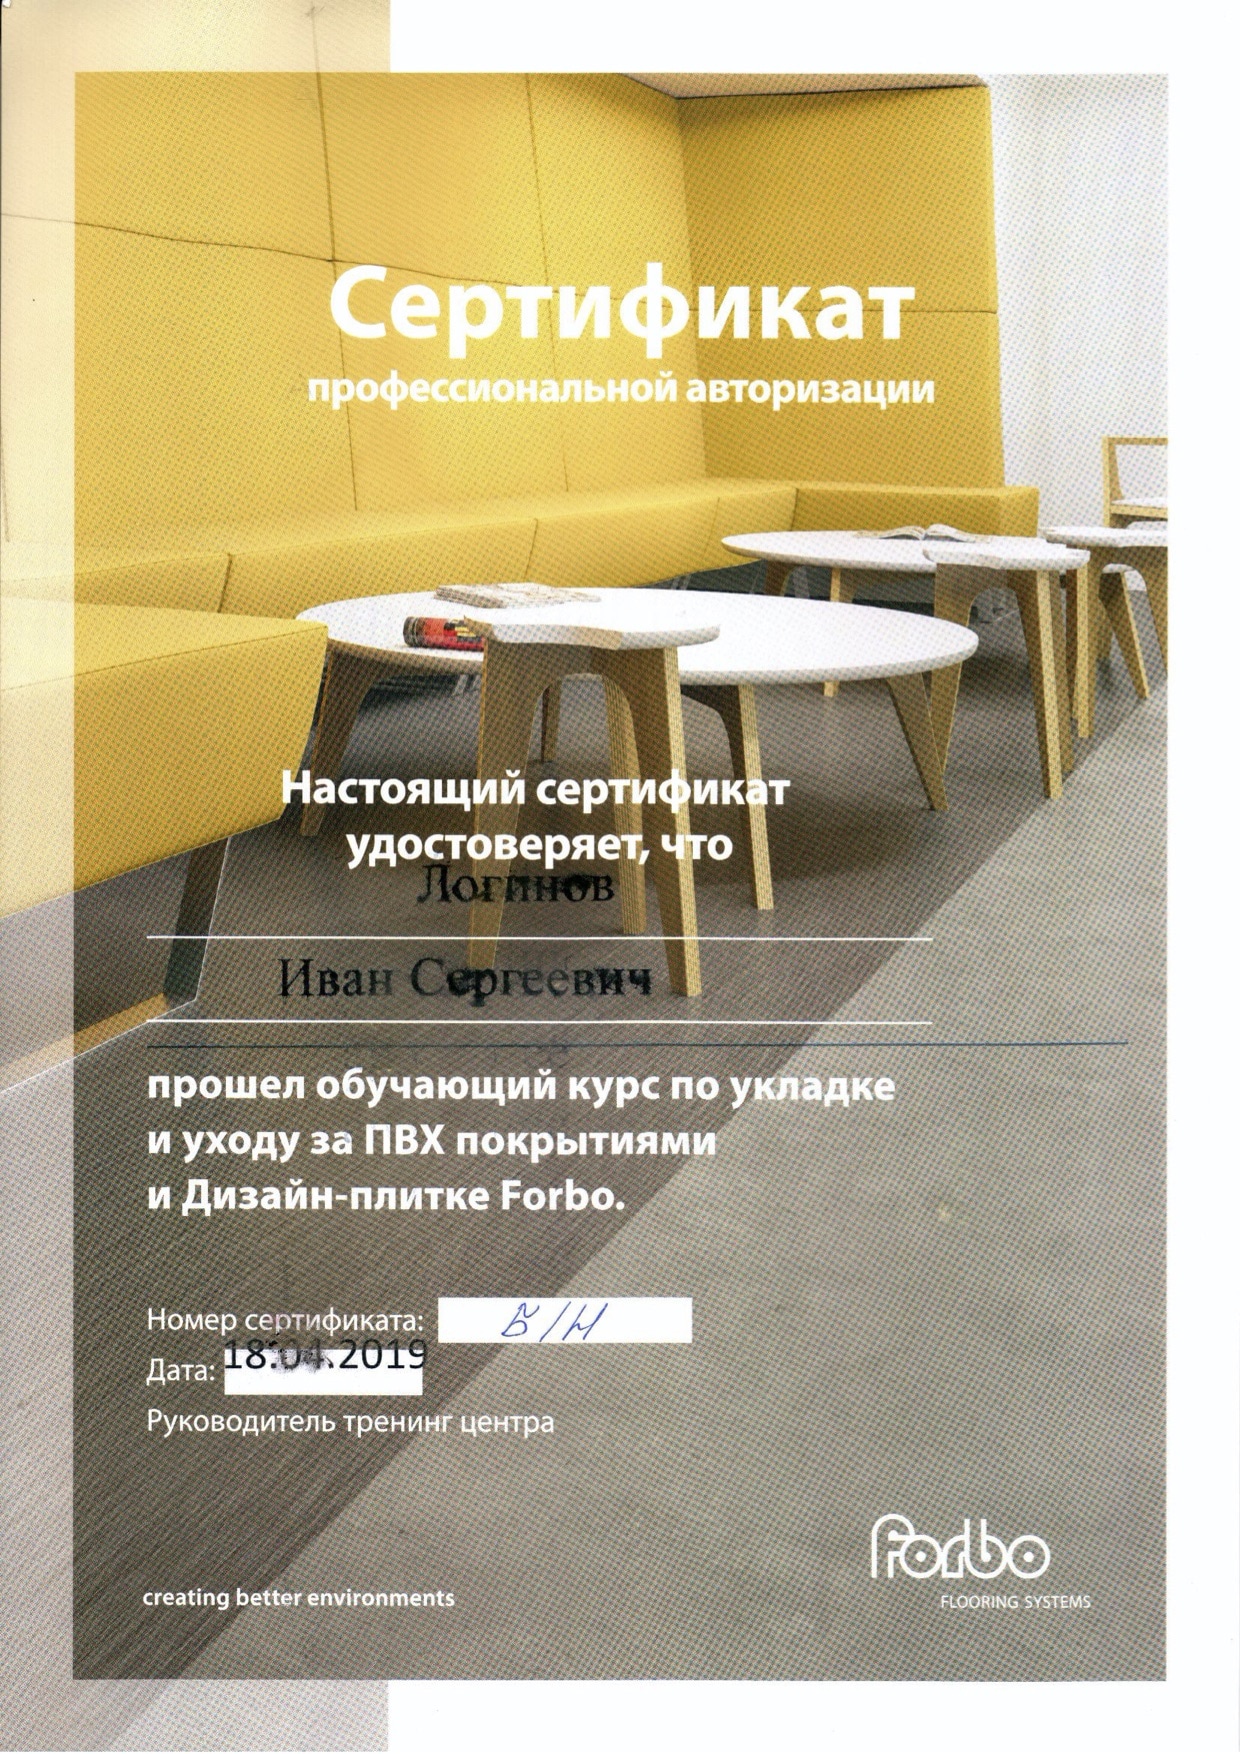 Сертификат
профессиональной авторизации
Настоящий сертификат
удостоверяет, что
Логинов
Иван Сергеевич
прошел обучающий курс по укладке
и уходу за ПВХ покрытиями
и Дизайн-плитке Forbo.
Номер сертификата: Б/Н
Дата: 18.04.2019
Руководитель тренинг центра
forbo
creating better environments
FLOORING SYSTEMS